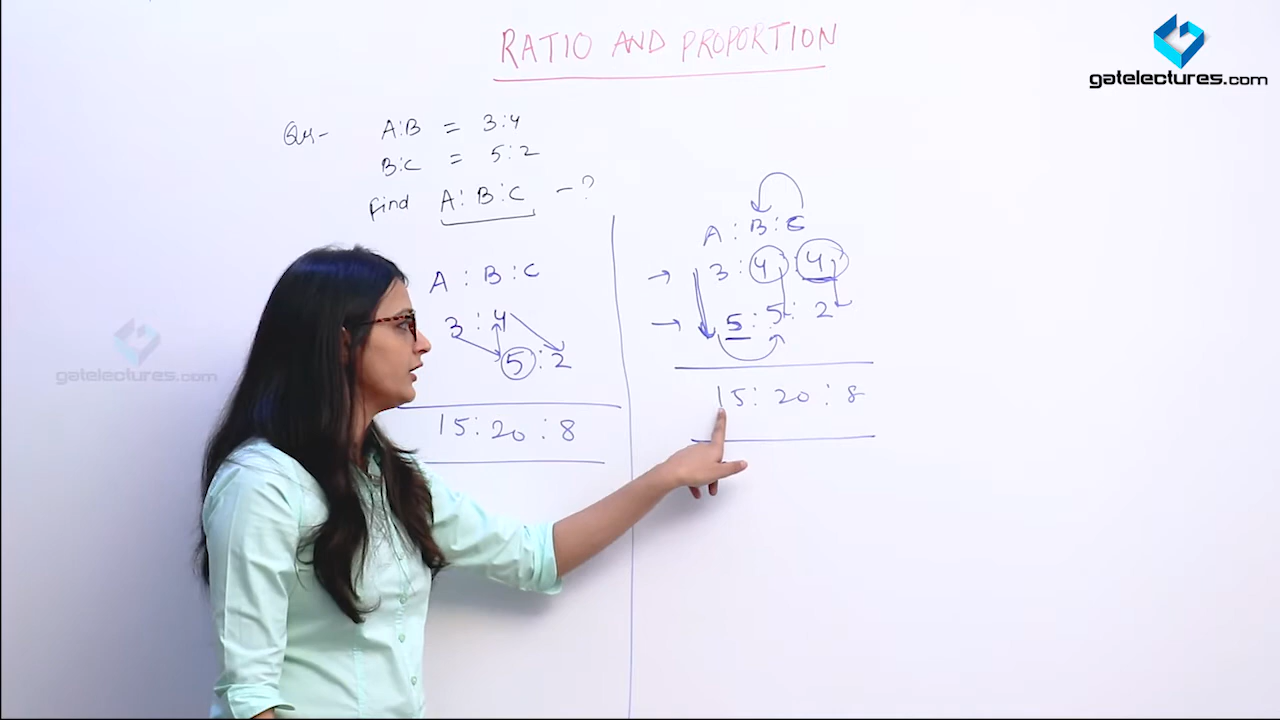 RATIO AND PROPORTION
gatelectures.com
Qus- A:B = 3:4
B:C = 5:2
find A:B:C - ?
A : B : C
3 : 4
5 : 2
15 : 20 : 8
A : B : C
→ 3 : 4 : 4
→ 5 : 5 : 2
15 : 20 : 8
gatelectures.com